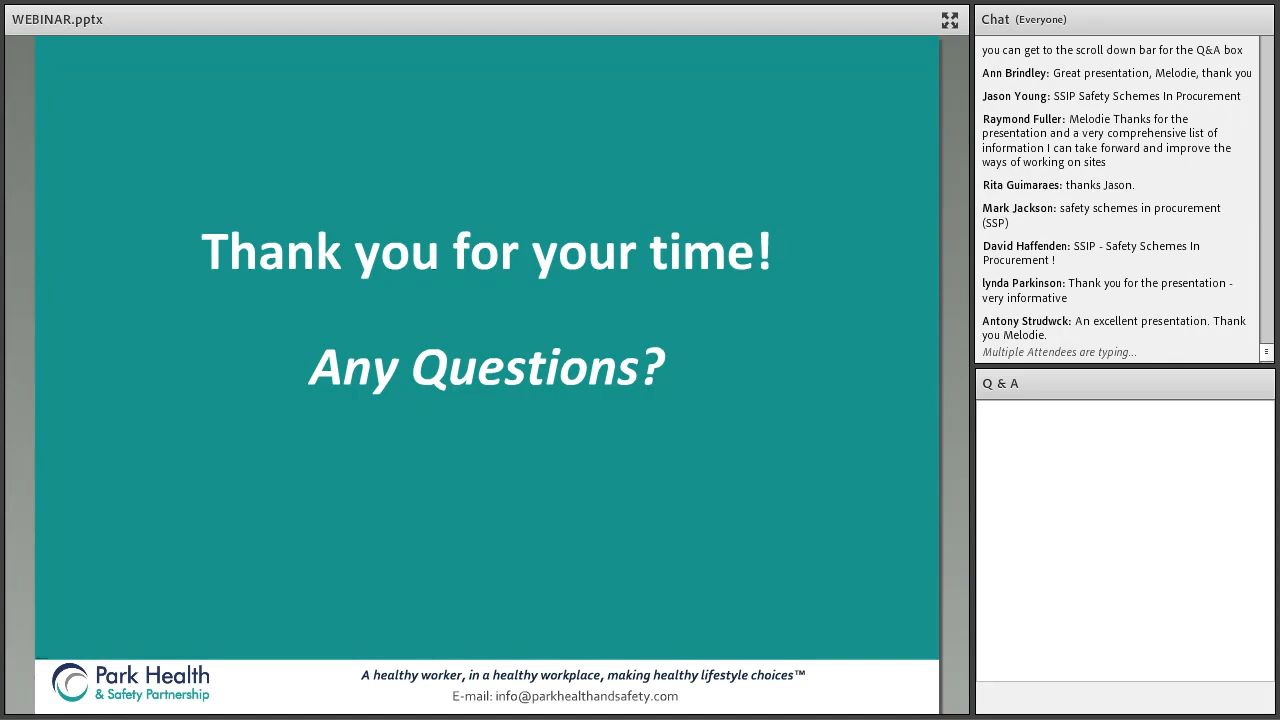 WEBINAR.pptx
Thank you for your time!
Any Questions?
Park Health
& Safety Partnership
A healthy worker, in a healthy workplace, making healthy lifestyle choices™
E-mail: info@parkhealthandsafety.com
Chat (Everyone)
you can get to the scroll down bar for the Q&A box
Ann Brindley: Great presentation, Melodie, thank you
Jason Young: SSIP Safety Schemes In Procurement
Raymond Fuller: Melodie Thanks for the
presentation and a very comprehensive list of
information I can take forward and improve the
ways of working on sites
Rita Guimaraes: thanks Jason.
Mark Jackson: safety schemes in procurement
(SSP)
David Haffenden: SSIP - Safety Schemes In
Procurement !
lynda Parkinson: Thank you for the presentation -
very informative
Antony Strudwck: An excellent presentation. Thank
you Melodie.
Multiple Attendees are typing...
Q & A